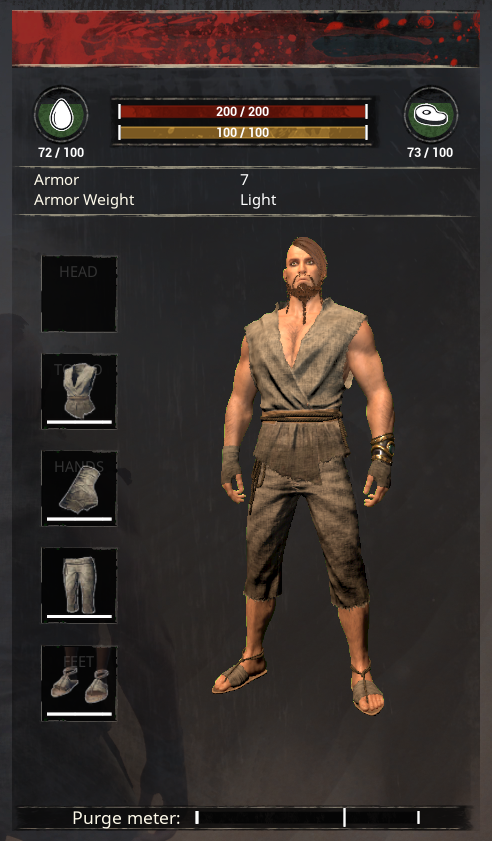 200 / 200
100 / 100
72 / 100
73 / 100
Armor 7
Armor Weight Light
HEAD
HANDS
FEET
Purge meter: